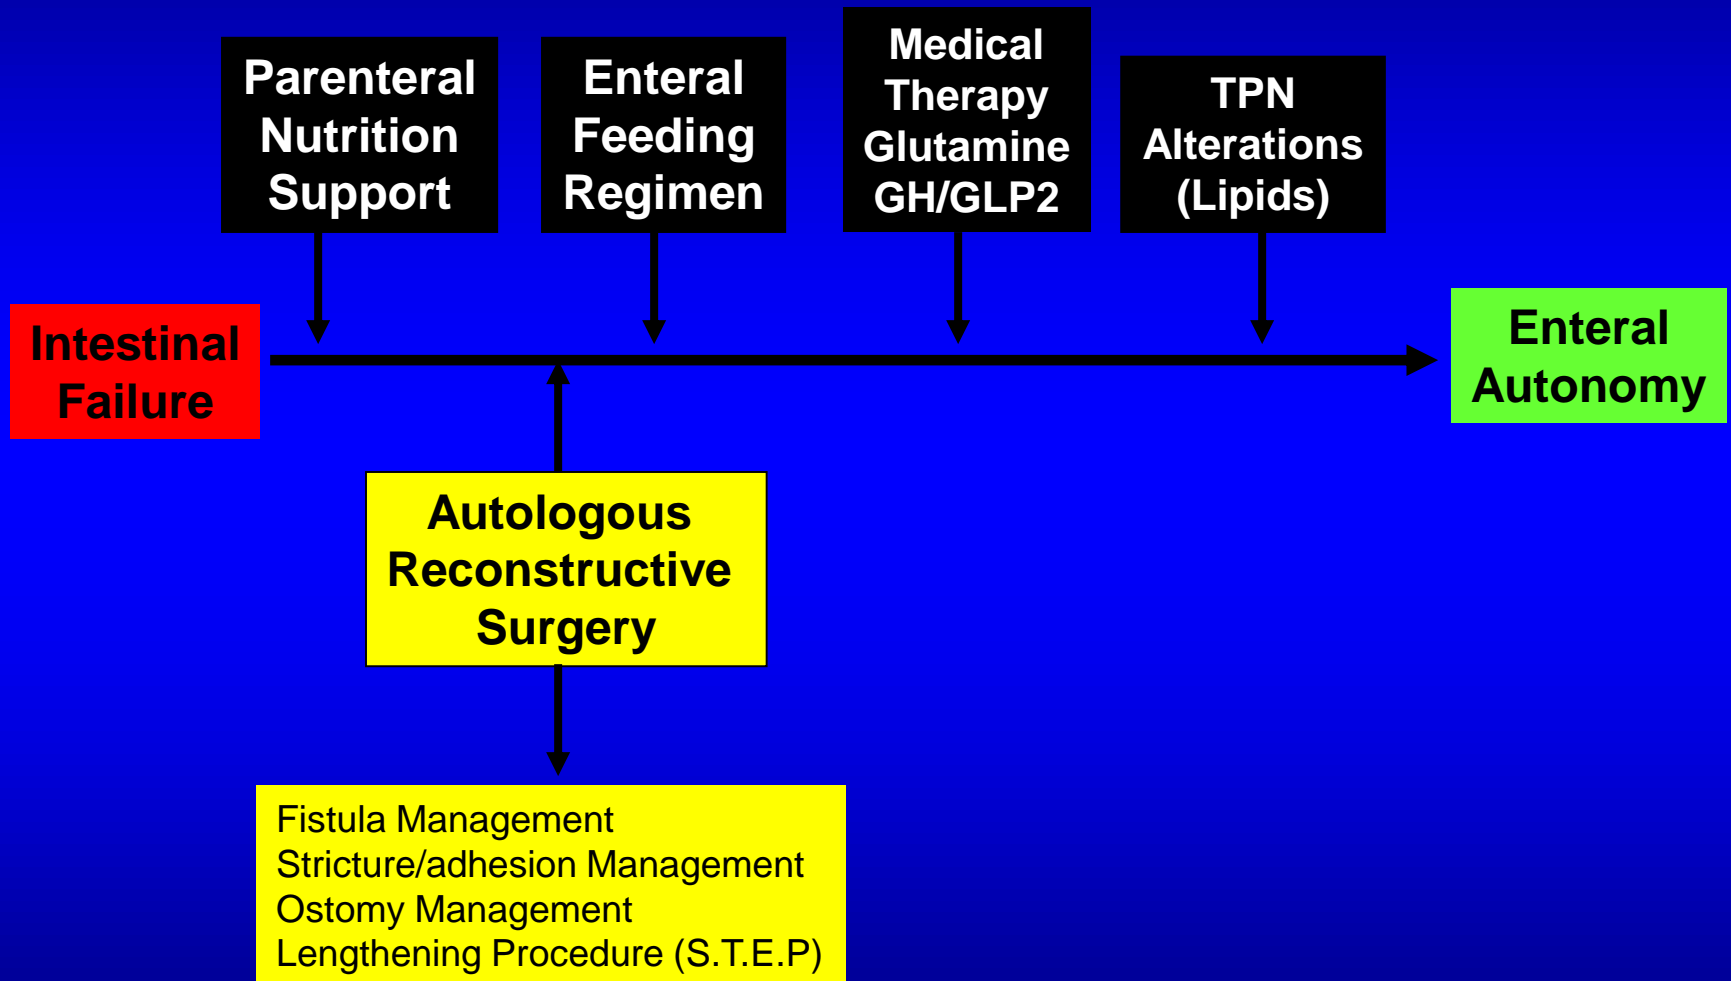 Parenteral
Nutrition
Support
Enteral
Feeding
Regimen
Medical
Therapy
Glutamine
GH/GLP2
TPN
Alterations
(Lipids)
Intestinal
Failure
Enteral
Autonomy
Autologous
Reconstructive
Surgery
Fistula Management
Stricture/adhesion Management
Ostomy Management
Lengthening Procedure (S.T.E.P)